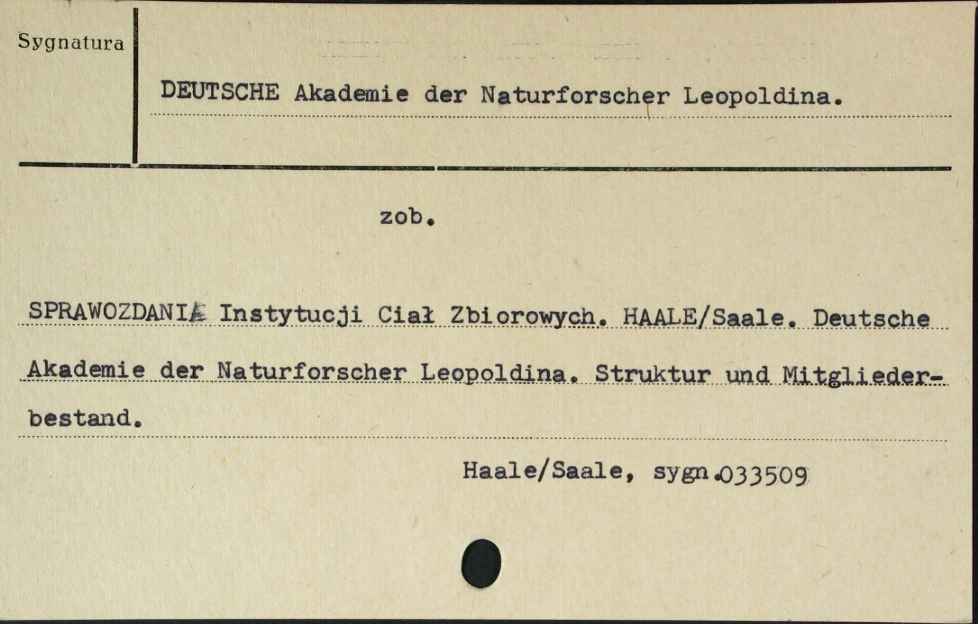 Sygnatura
DEUTSCHE Akademie der Naturforscher Leopoldina.
zob.
SPRAWOZDANIA Instytucji Ciał Zbiorowych. HAALE/Saale. Deutsche
Akademie der Naturforscher Leopoldina. Struktur und Mitglieder-
bestand.
Haale/Saale, sygn.033509